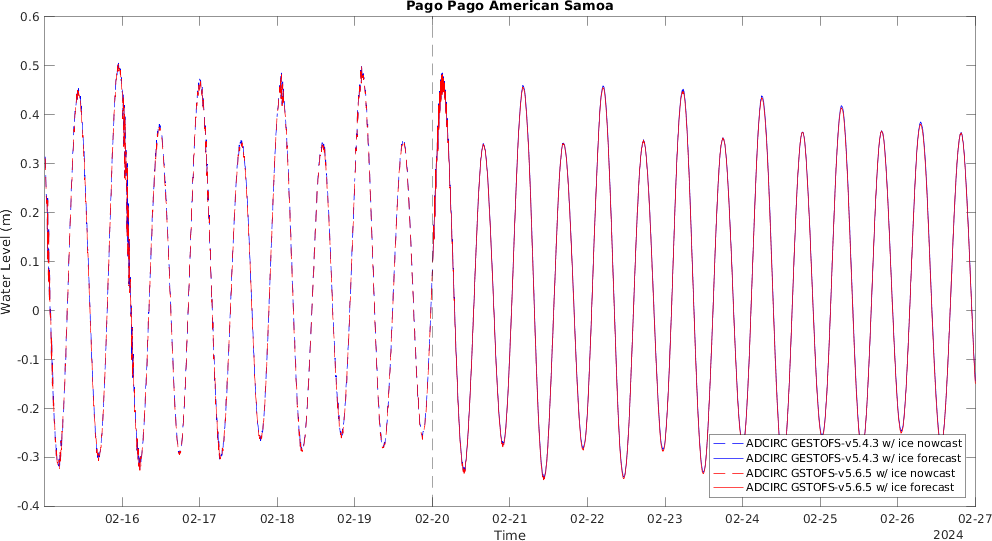 Pago Pago American Samoa
0.6
0.5
0.4
0.3
0.2
0.1
0
-0.1
-0.2
-0.3
-0.4
Water Level (m)
ADCIRC GESTOFS-v5.4.3 w/ ice nowcast
ADCIRC GESTOFS-v5.4.3 w/ ice forecast
ADCIRC GSTOFS-v5.6.5 w/ ice nowcast
ADCIRC GSTOFS-v5.6.5 w/ ice forecast
02-16 02-17 02-18 02-19 02-20 02-21 02-22 02-23 02-24 02-25 02-26 02-27
Time
2024